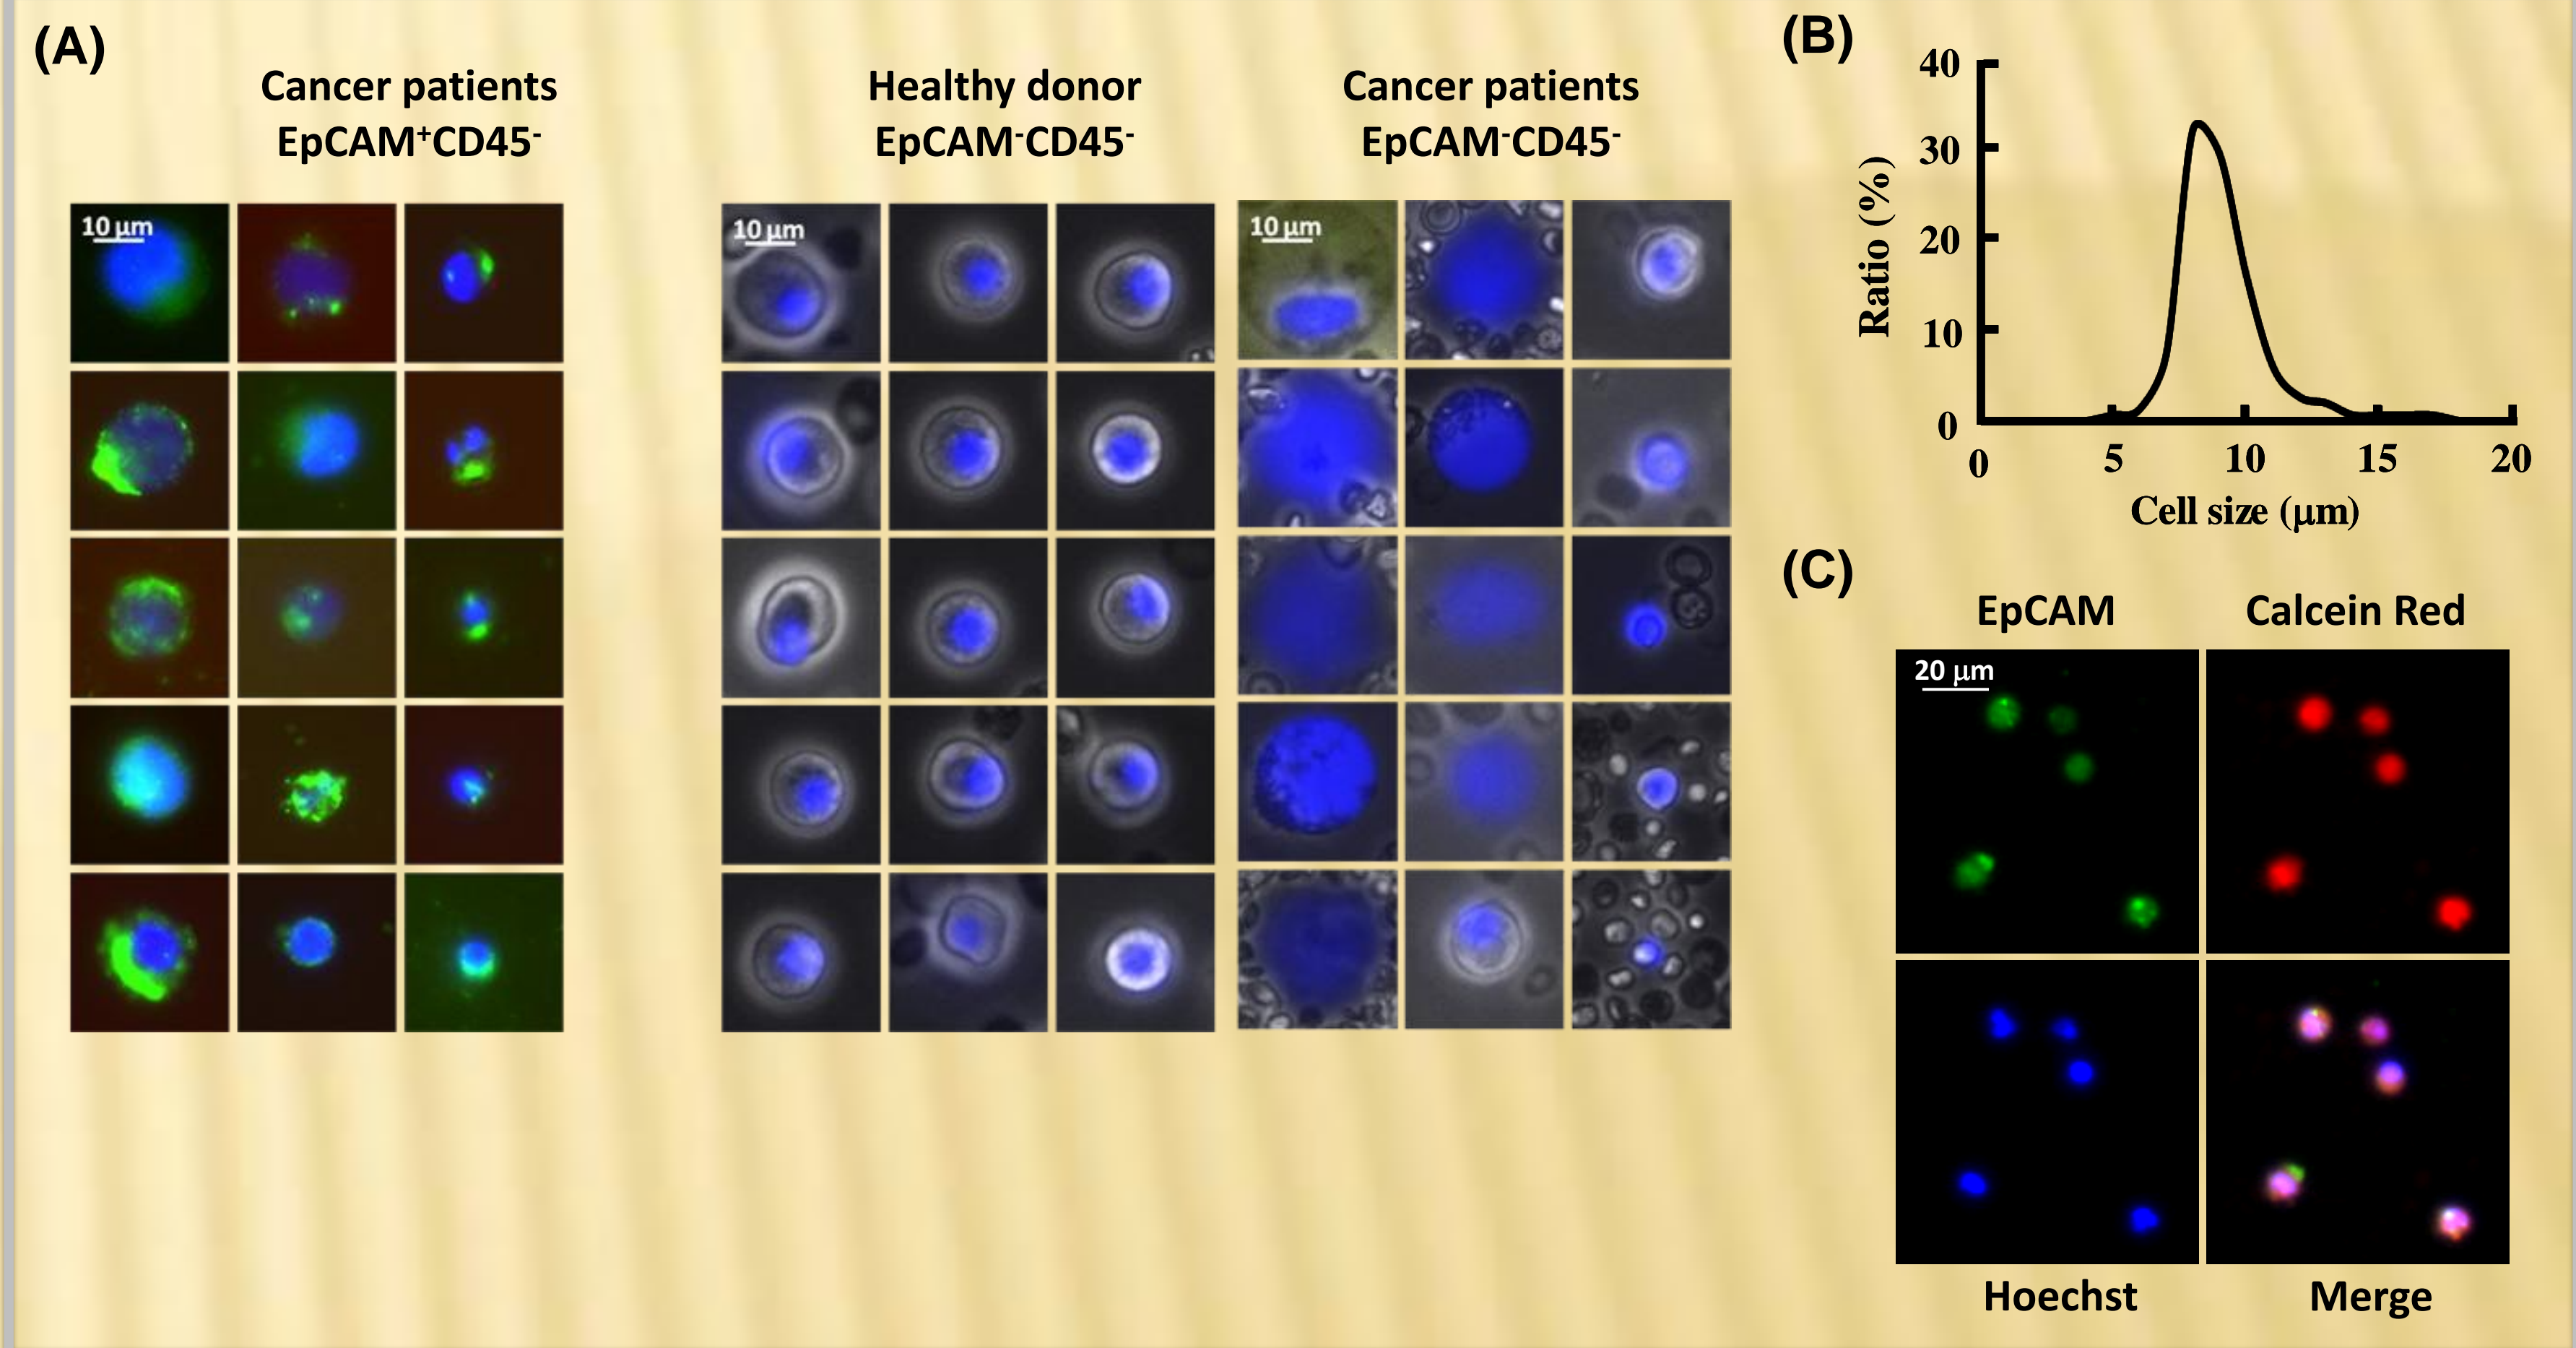 (A)
Cancer patients
EpCAM⁺CD45⁻
Healthy donor
EpCAM⁻CD45⁻
Cancer patients
EpCAM⁻CD45⁻
10 μm
10 μm
10 μm
(B)
40
30
20
10
0
Ratio (%)
0 5 10 15 20
Cell size (μm)
(C)
EpCAM
Calcein Red
20 μm
Hoechst
Merge